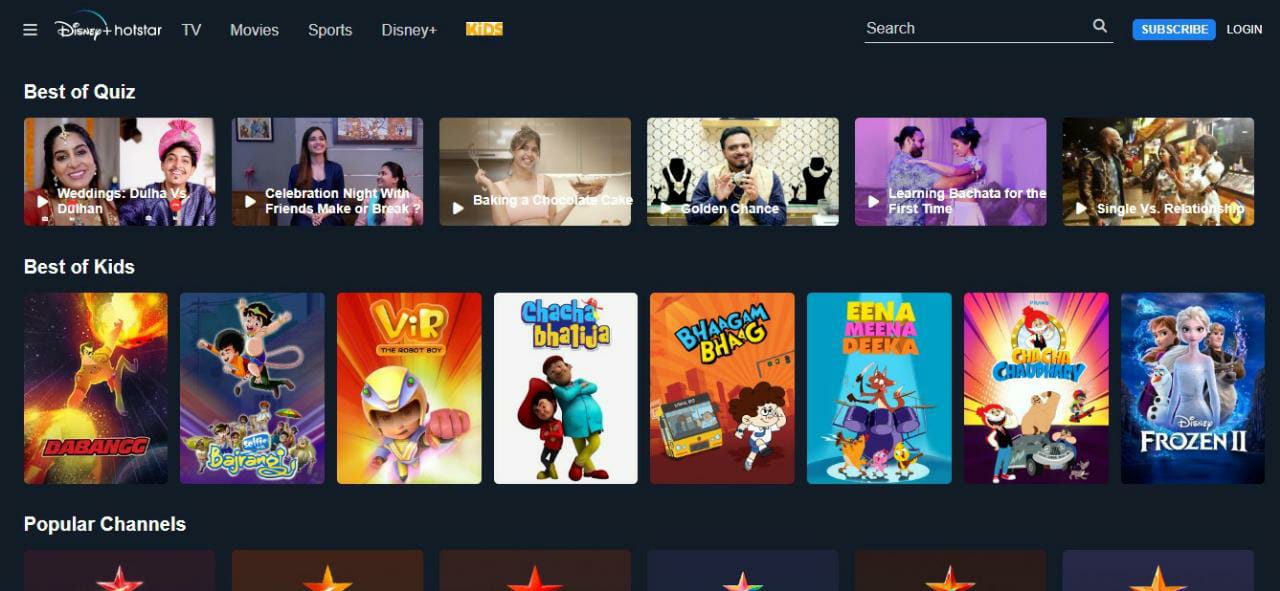 Disney+ hotstar TV Movies Sports Disney+ KiDS Search SUBSCRIBE LOGIN
Best of Quiz
Weddings: Dulha Vs.
Dulhan
Celebration Night With
Friends Make or Break ?
Baking a Chocolate Cake
Golden Chance
Learning Bachata for the
First Time
Single Vs. Relationship
Best of Kids
DABANGG
Selfie
Bajrangi
ViR
THE ROBOT BOY
Chacha
bhatija
BHAAGAM
BHAG
EENA
MEENA
DEEKA
CHACHA
CHAUDHARY
Disney
FROZEN II
Popular Channels